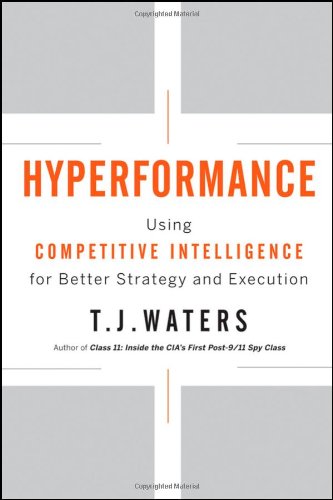 Copyrighted Material
HYPERFORMANCE
Using
COMPETITIVE INTELLIGENCE
for Better Strategy and Execution
T.J. WATERS
Author of Class 11: Inside the CIA's First Post-9/11 Spy Class
Copyrighted Material